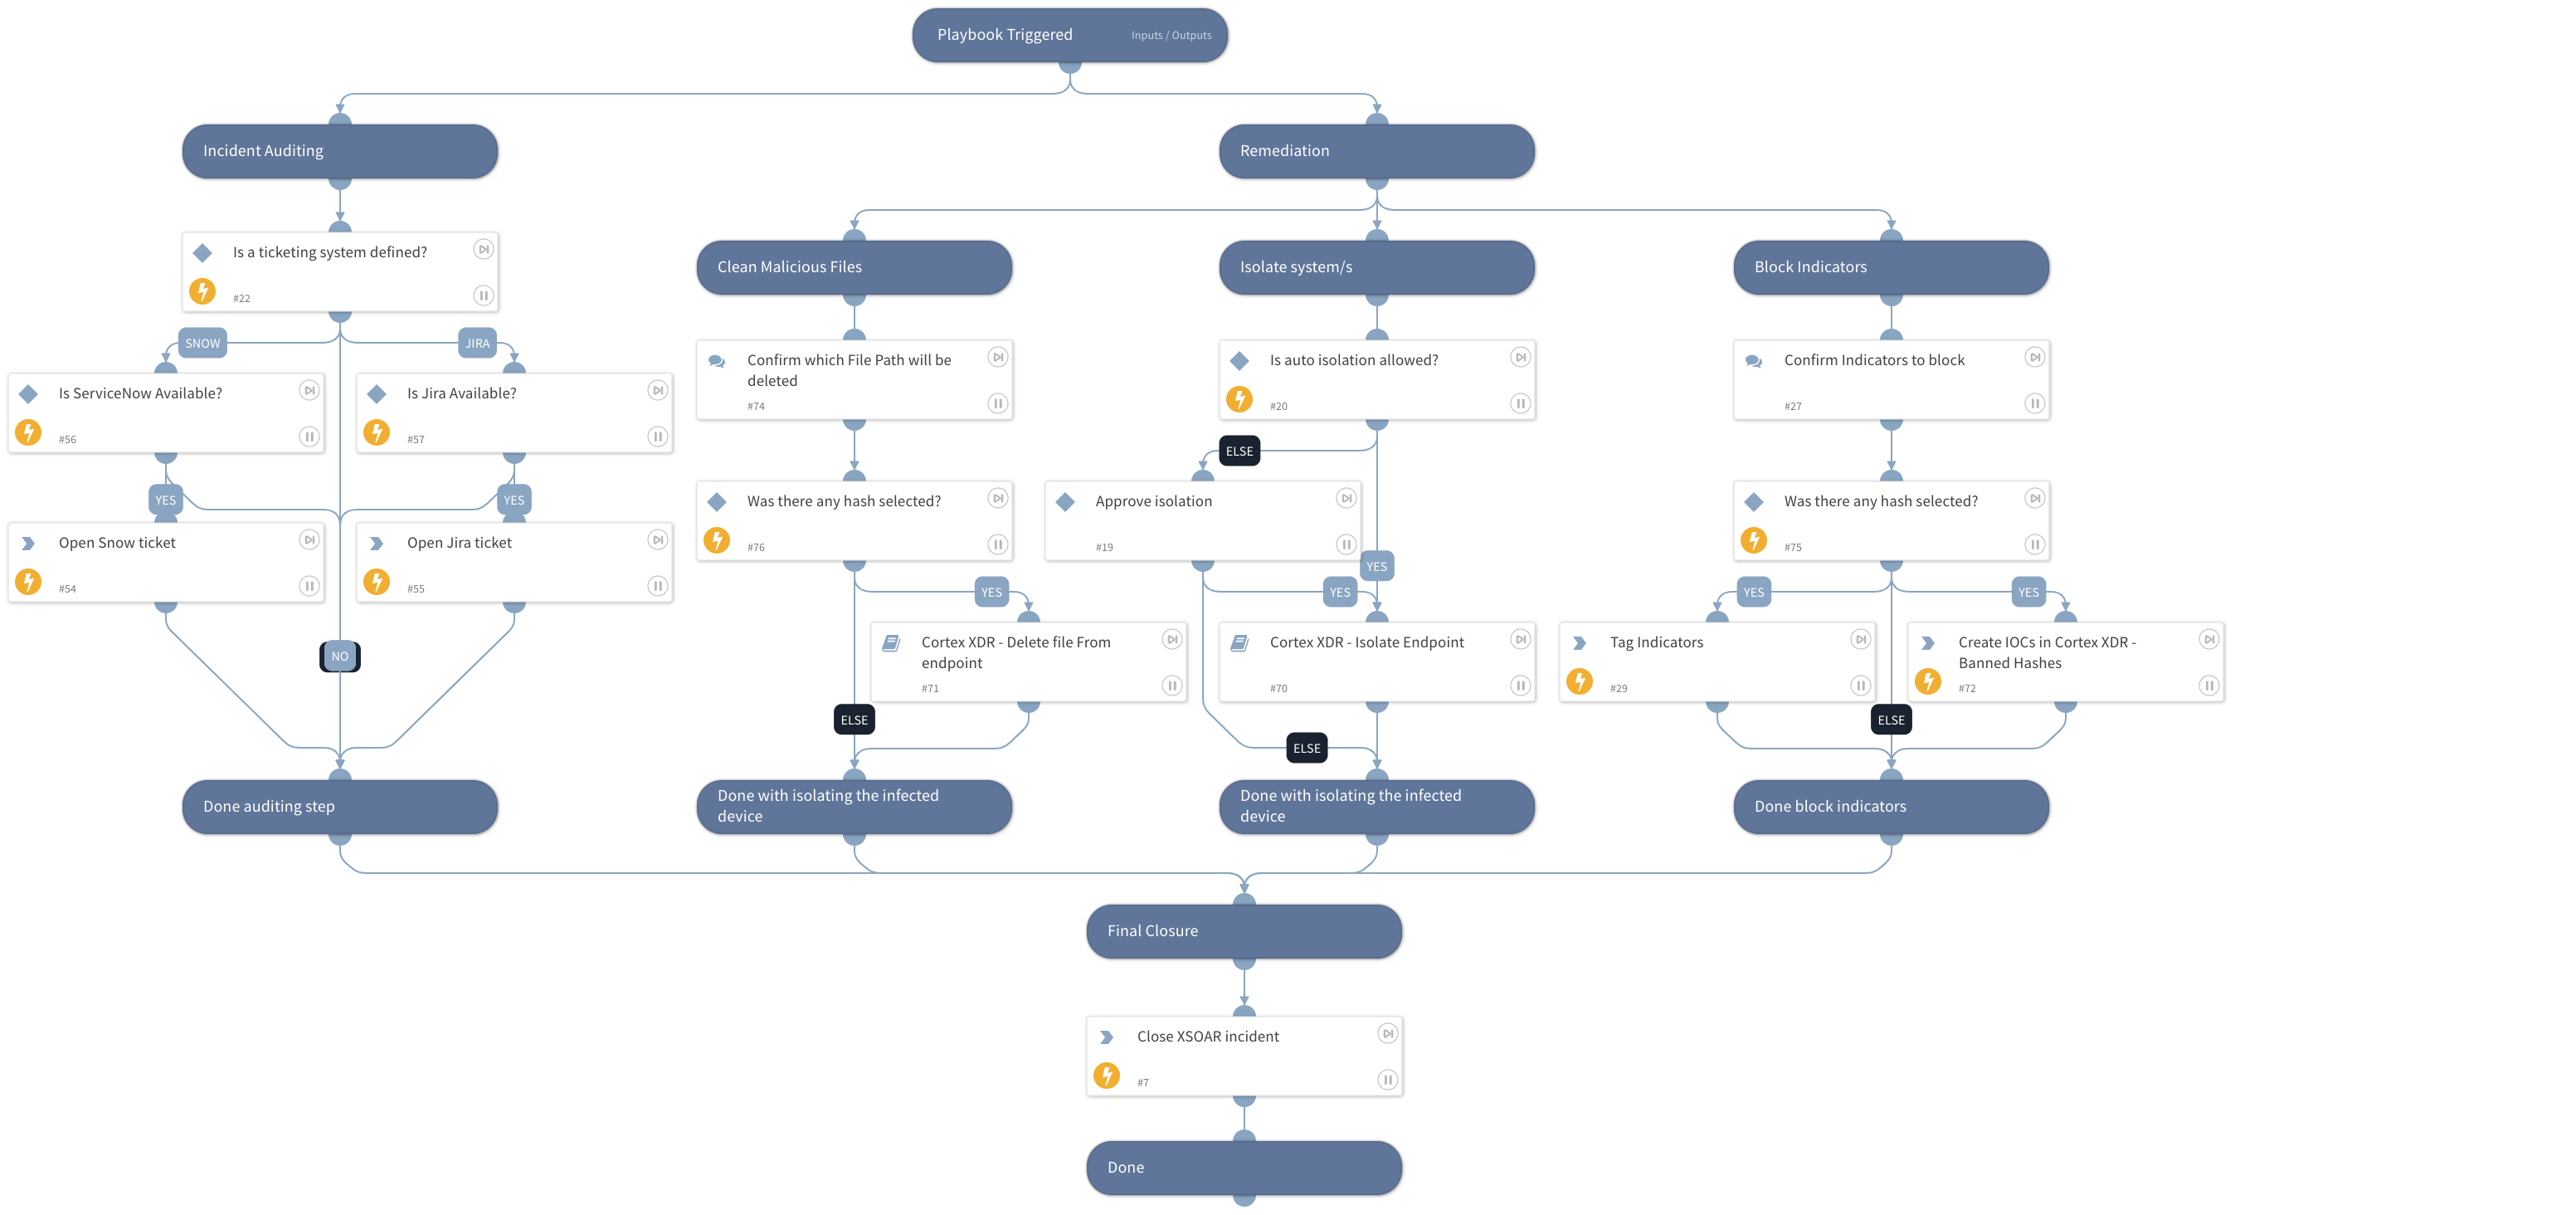 Playbook Triggered
Inputs / Outputs
Incident Auditing
Remediation
Is a ticketing system defined?
#22
Clean Malicious Files
Isolate system/s
Block Indicators
SNOW
JIRA
Is ServiceNow Available?
#56
Is Jira Available?
#57
Confirm which File Path will be
deleted
#74
Is auto isolation allowed?
#20
Confirm Indicators to block
#27
ELSE
YES
YES
Was there any hash selected?
#76
Approve isolation
#19
Was there any hash selected?
#75
Open Snow ticket
#54
Open Jira ticket
#55
YES
YES
YES
YES
YES
NO
Cortex XDR - Delete file From
endpoint
#71
Cortex XDR - Isolate Endpoint
#70
Tag Indicators
#29
Create IOCs in Cortex XDR -
Banned Hashes
#72
ELSE
ELSE
ELSE
Done auditing step
Done with isolating the infected
device
Done with isolating the infected
device
Done block indicators
Final Closure
Close XSOAR incident
#7
Done